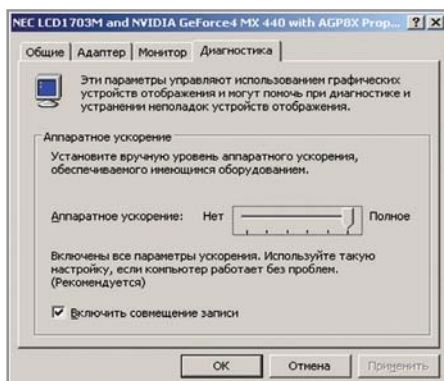 NEC LCD1703M and NVIDIA GeForce4 MX 440 with AGP8X Prop...
Общие Адаптер Монитор Диагностика
Эти параметры управляют использованием графических
устройств отображения и могут помочь при диагностике и
устранении неполадок устройств отображения.
Аппаратное ускорение
Установите вручную уровень аппаратного ускорения,
обеспечиваемого имеющимся оборудованием.
Аппаратное ускорение: Нет Полное
Включены все параметры ускорения. Используйте такую
настройку, если компьютер работает без проблем.
(Рекомендуется)
Включить совмещение записи
OK Отмена Применить